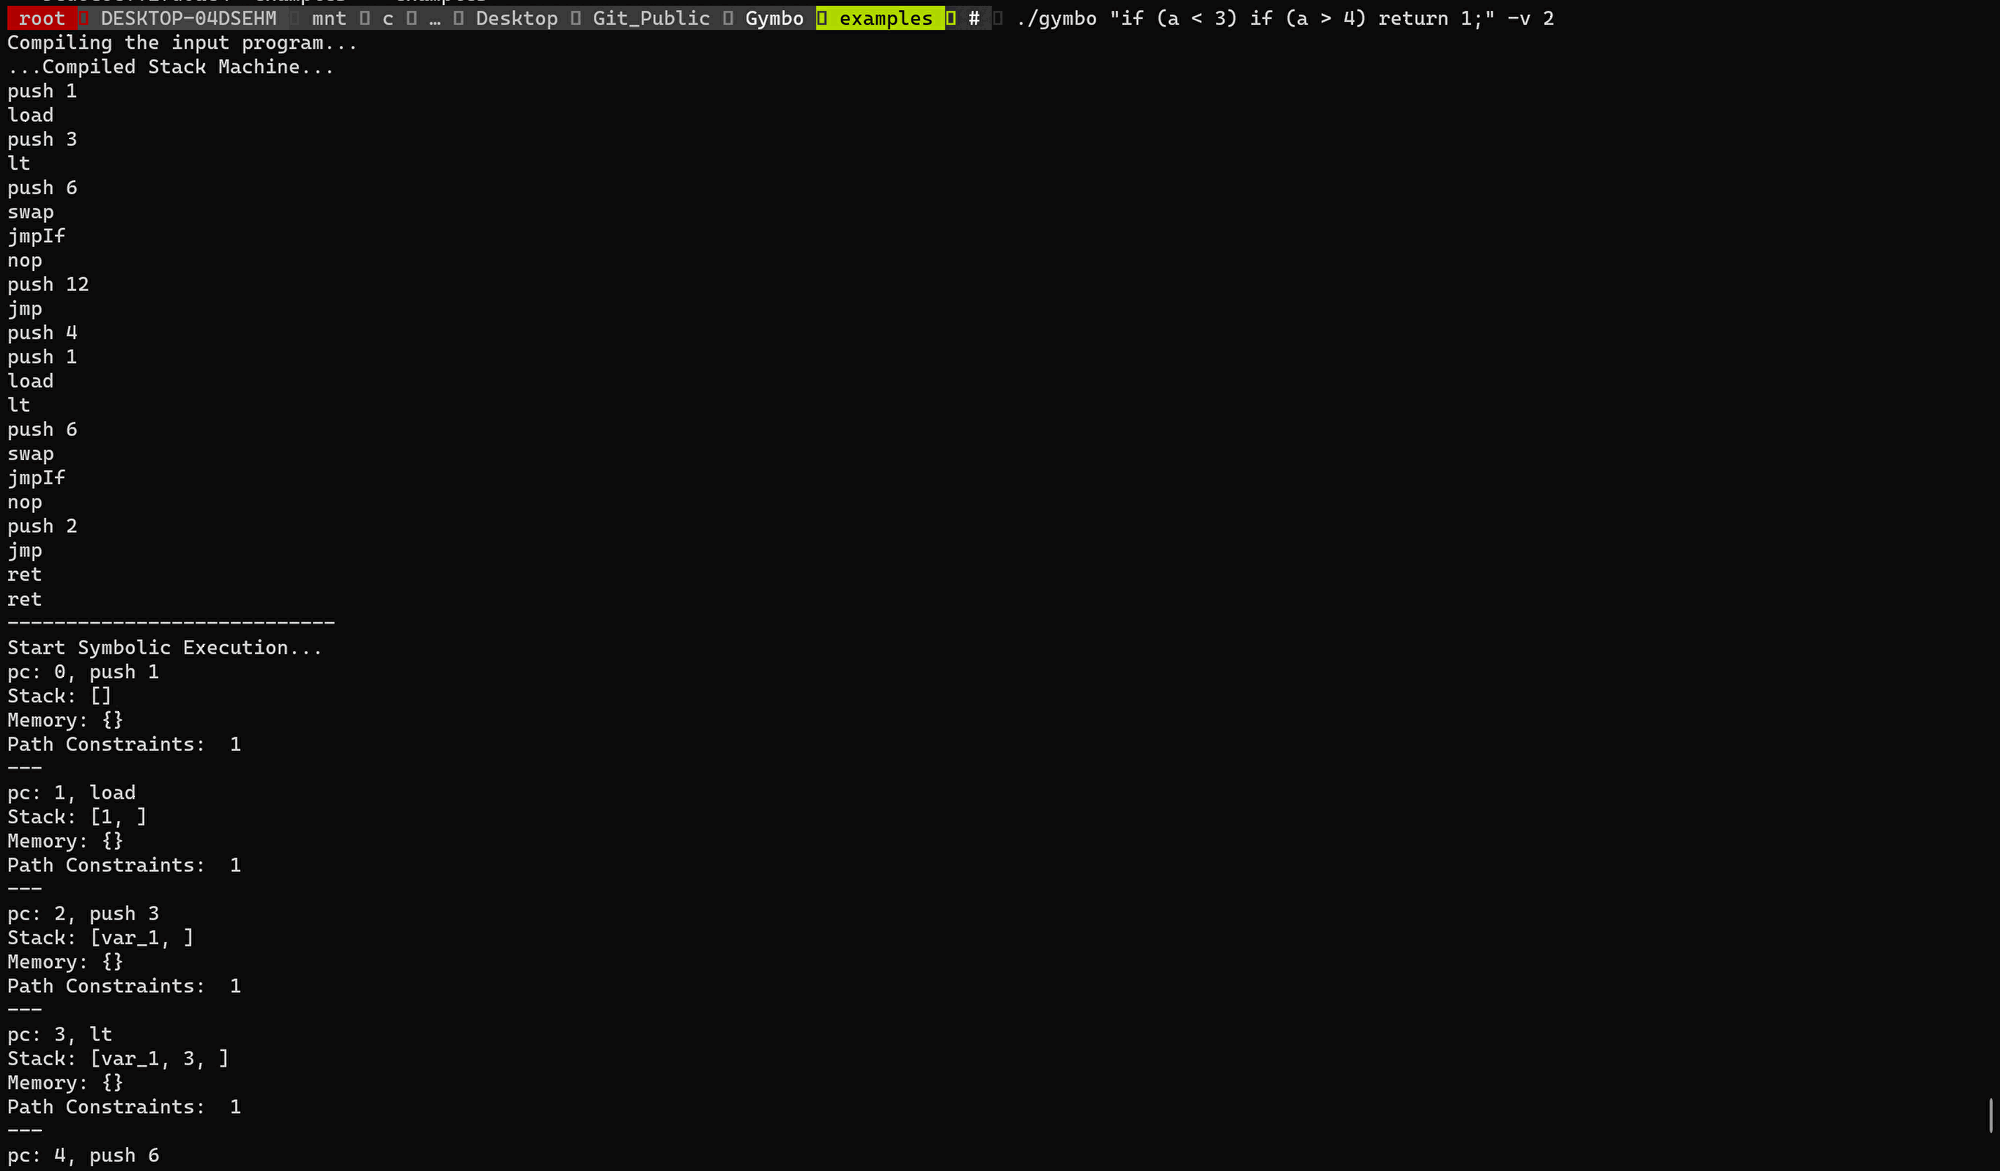 root DESKTOP-04DSEHM mnt c … Desktop Git_Public Gymbo examples # ./gymbo "if (a < 3) if (a > 4) return 1;" -v 2
Compiling the input program...
...Compiled Stack Machine...
push 1
load
push 3
lt
push 6
swap
jmpIf
nop
push 12
jmp
push 4
push 1
load
lt
push 6
swap
jmpIf
nop
push 2
jmp
ret
ret
----------------------------
Start Symbolic Execution...
pc: 0, push 1
Stack: []
Memory: {}
Path Constraints:  1
---
pc: 1, load
Stack: [1, ]
Memory: {}
Path Constraints:  1
---
pc: 2, push 3
Stack: [var_1, ]
Memory: {}
Path Constraints:  1
---
pc: 3, lt
Stack: [var_1, 3, ]
Memory: {}
Path Constraints:  1
---
pc: 4, push 6